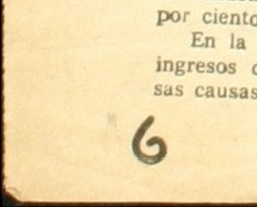 por ciento
En la
ingresos
sas causas
6